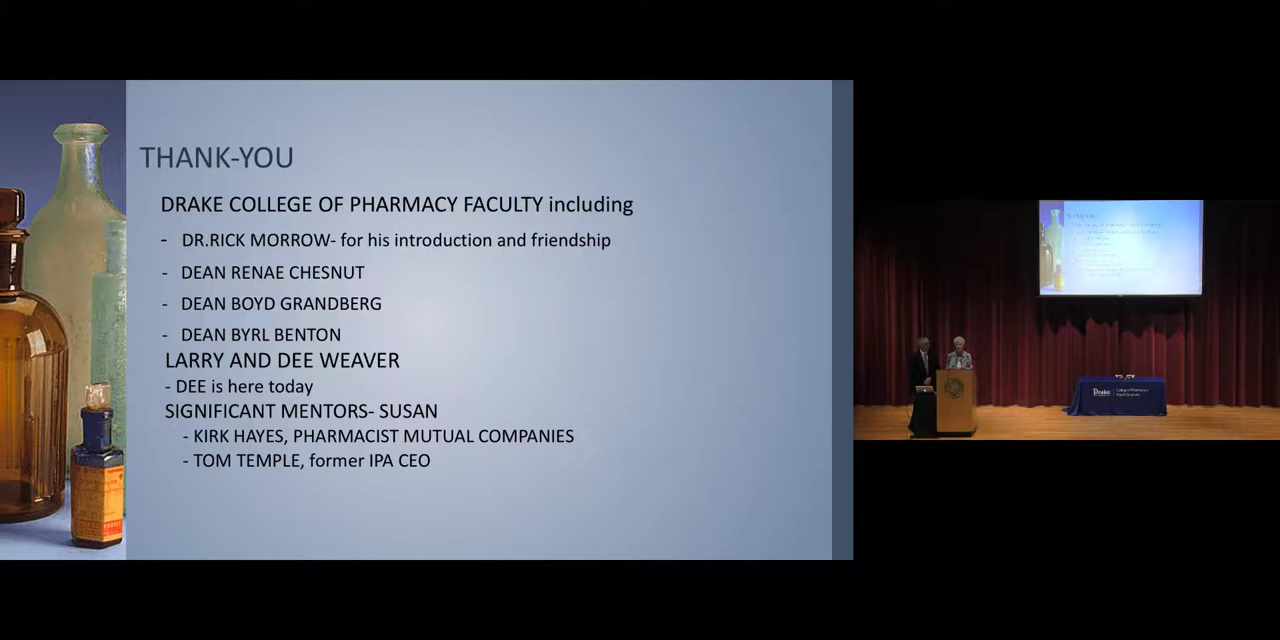 THANK-YOU
DRAKE COLLEGE OF PHARMACY FACULTY including
- DR.RICK MORROW- for his introduction and friendship
- DEAN RENAE CHESNUT
- DEAN BOYD GRANDBERG
- DEAN BYRL BENTON
LARRY AND DEE WEAVER
- DEE is here today
SIGNIFICANT MENTORS- SUSAN
- KIRK HAYES, PHARMACIST MUTUAL COMPANIES
- TOM TEMPLE, former IPA CEO
Drake